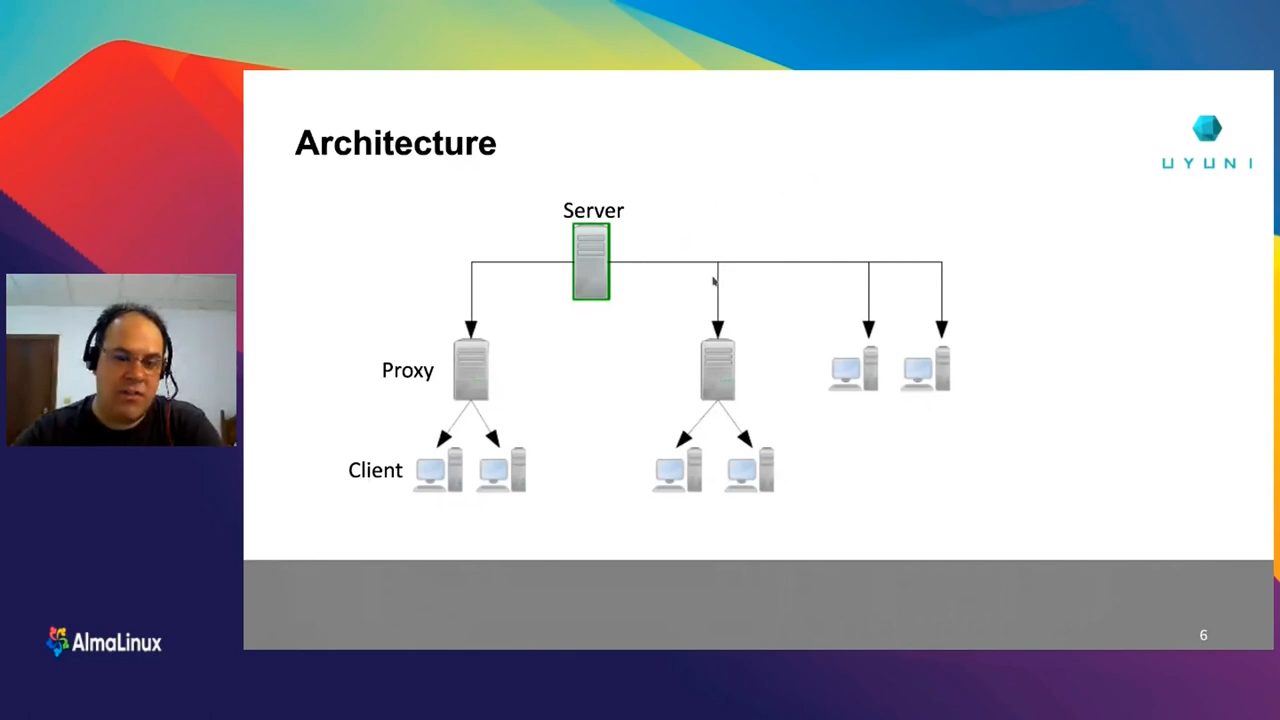 Architecture
UYUNI
Server
Proxy
Client
AlmaLinux
6